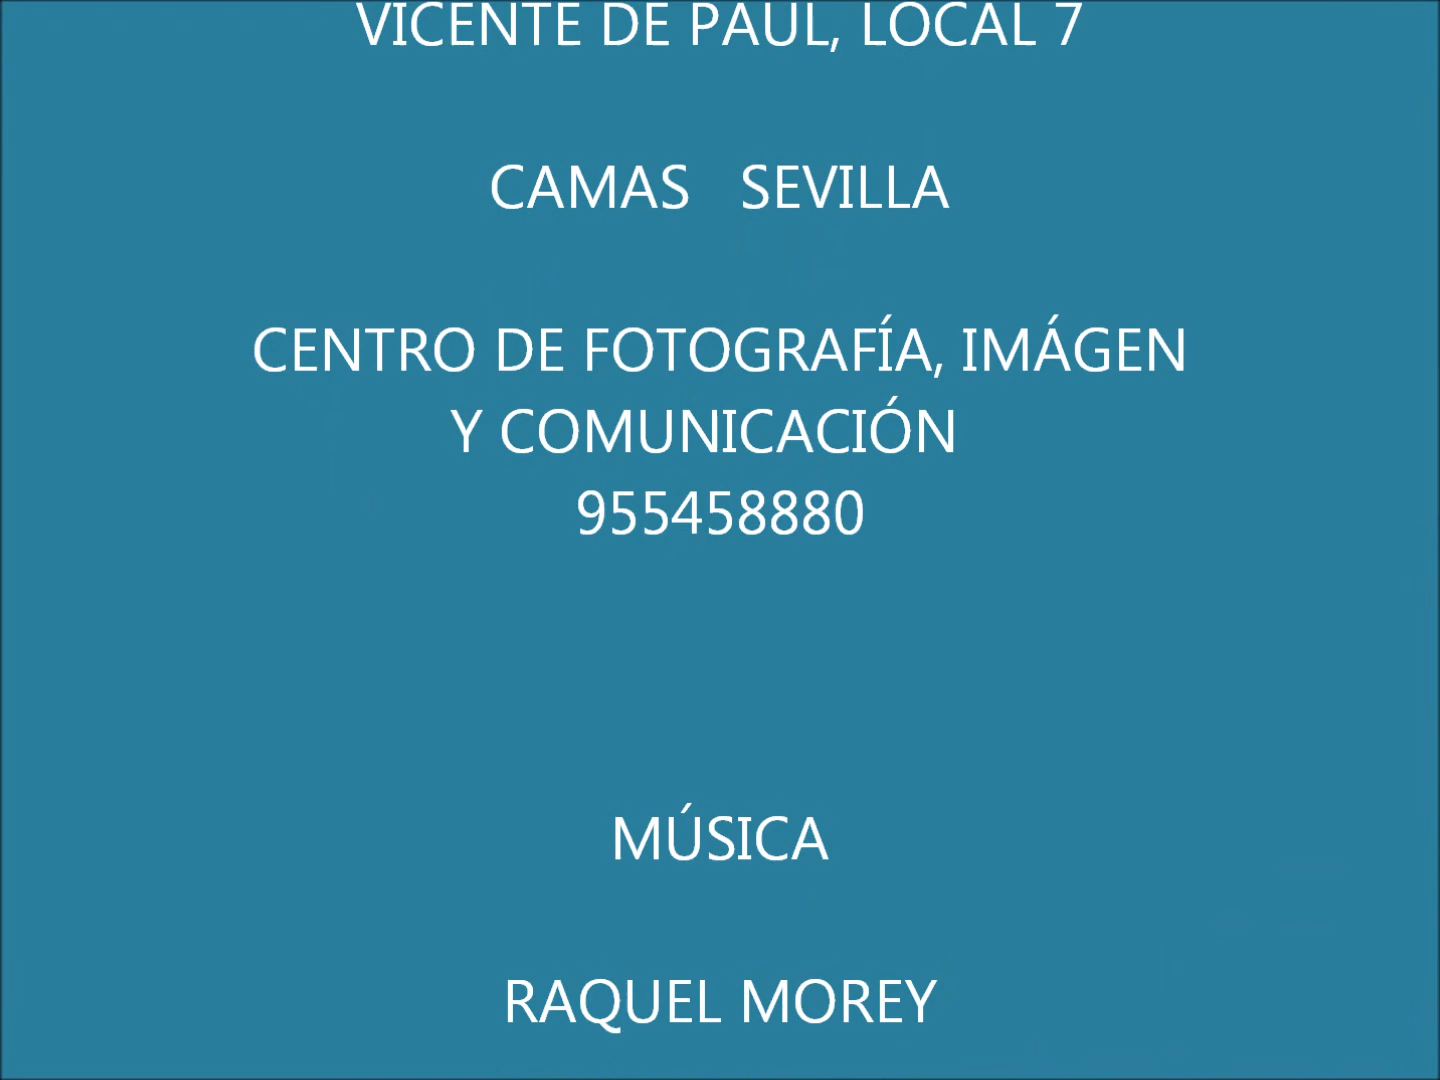 VICENTE DE PAUL, LOCAL 7
CAMAS SEVILLA
CENTRO DE FOTOGRAFÍA, IMÁGEN
Y COMUNICACIÓN
955458880
MÚSICA
RAQUEL MOREY